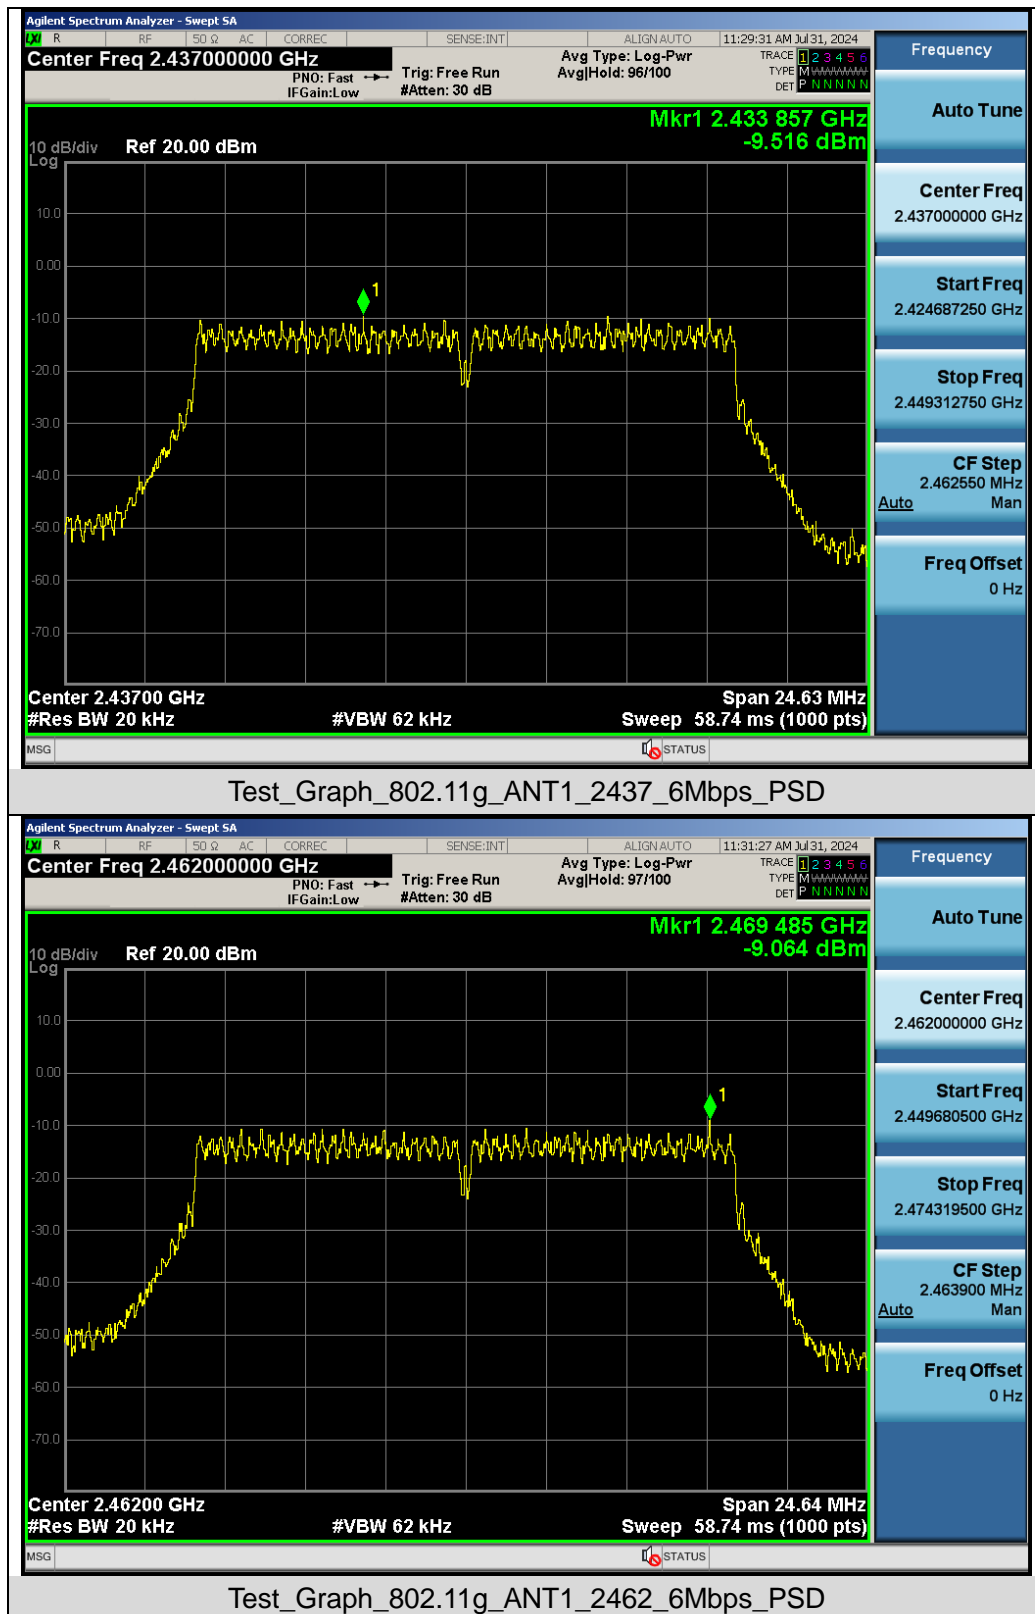 Agilent Spectrum Analyzer - Swept SA
LXI R RF 50 Ω AC CORREC SENSE:INT ALIGN AUTO 11:29:31 AM Jul 31, 2024
Center Freq 2.437000000 GHz
PNO: Fast
IFGain:Low
Trig: Free Run
#Atten: 30 dB
Avg Type: Log-Pwr
Avg|Hold: 96/100
TRACE 1 2 3 4 5 6
TYPE M WWWWW
DET P N N N N N
Mkr1 2.433 857 GHz
-9.516 dBm
10 dB/div Ref 20.00 dBm
Log
10.0
0.00
1
-10.0
-20.0
-30.0
-40.0
-50.0
-60.0
-70.0
Center 2.43700 GHz Span 24.63 MHz
#Res BW 20 kHz #VBW 62 kHz Sweep 58.74 ms (1000 pts)
MSG STATUS
Frequency
Auto Tune
Center Freq
2.437000000 GHz
Start Freq
2.424687250 GHz
Stop Freq
2.449312750 GHz
CF Step
2.462550 MHz
Auto Man
Freq Offset
0 Hz
Test_Graph_802.11g_ANT1_2437_6Mbps_PSD
Agilent Spectrum Analyzer - Swept SA
LXI R RF 50 Ω AC CORREC SENSE:INT ALIGN AUTO 11:31:27 AM Jul 31, 2024
Center Freq 2.462000000 GHz
PNO: Fast
IFGain:Low
Trig: Free Run
#Atten: 30 dB
Avg Type: Log-Pwr
Avg|Hold: 97/100
TRACE 1 2 3 4 5 6
TYPE M WWWWW
DET P N N N N N
Mkr1 2.469 485 GHz
-9.064 dBm
10 dB/div Ref 20.00 dBm
Log
10.0
0.00
1
-10.0
-20.0
-30.0
-40.0
-50.0
-60.0
-70.0
Center 2.46200 GHz Span 24.64 MHz
#Res BW 20 kHz #VBW 62 kHz Sweep 58.74 ms (1000 pts)
MSG STATUS
Frequency
Auto Tune
Center Freq
2.462000000 GHz
Start Freq
2.449680500 GHz
Stop Freq
2.474319500 GHz
CF Step
2.463900 MHz
Auto Man
Freq Offset
0 Hz
Test_Graph_802.11g_ANT1_2462_6Mbps_PSD